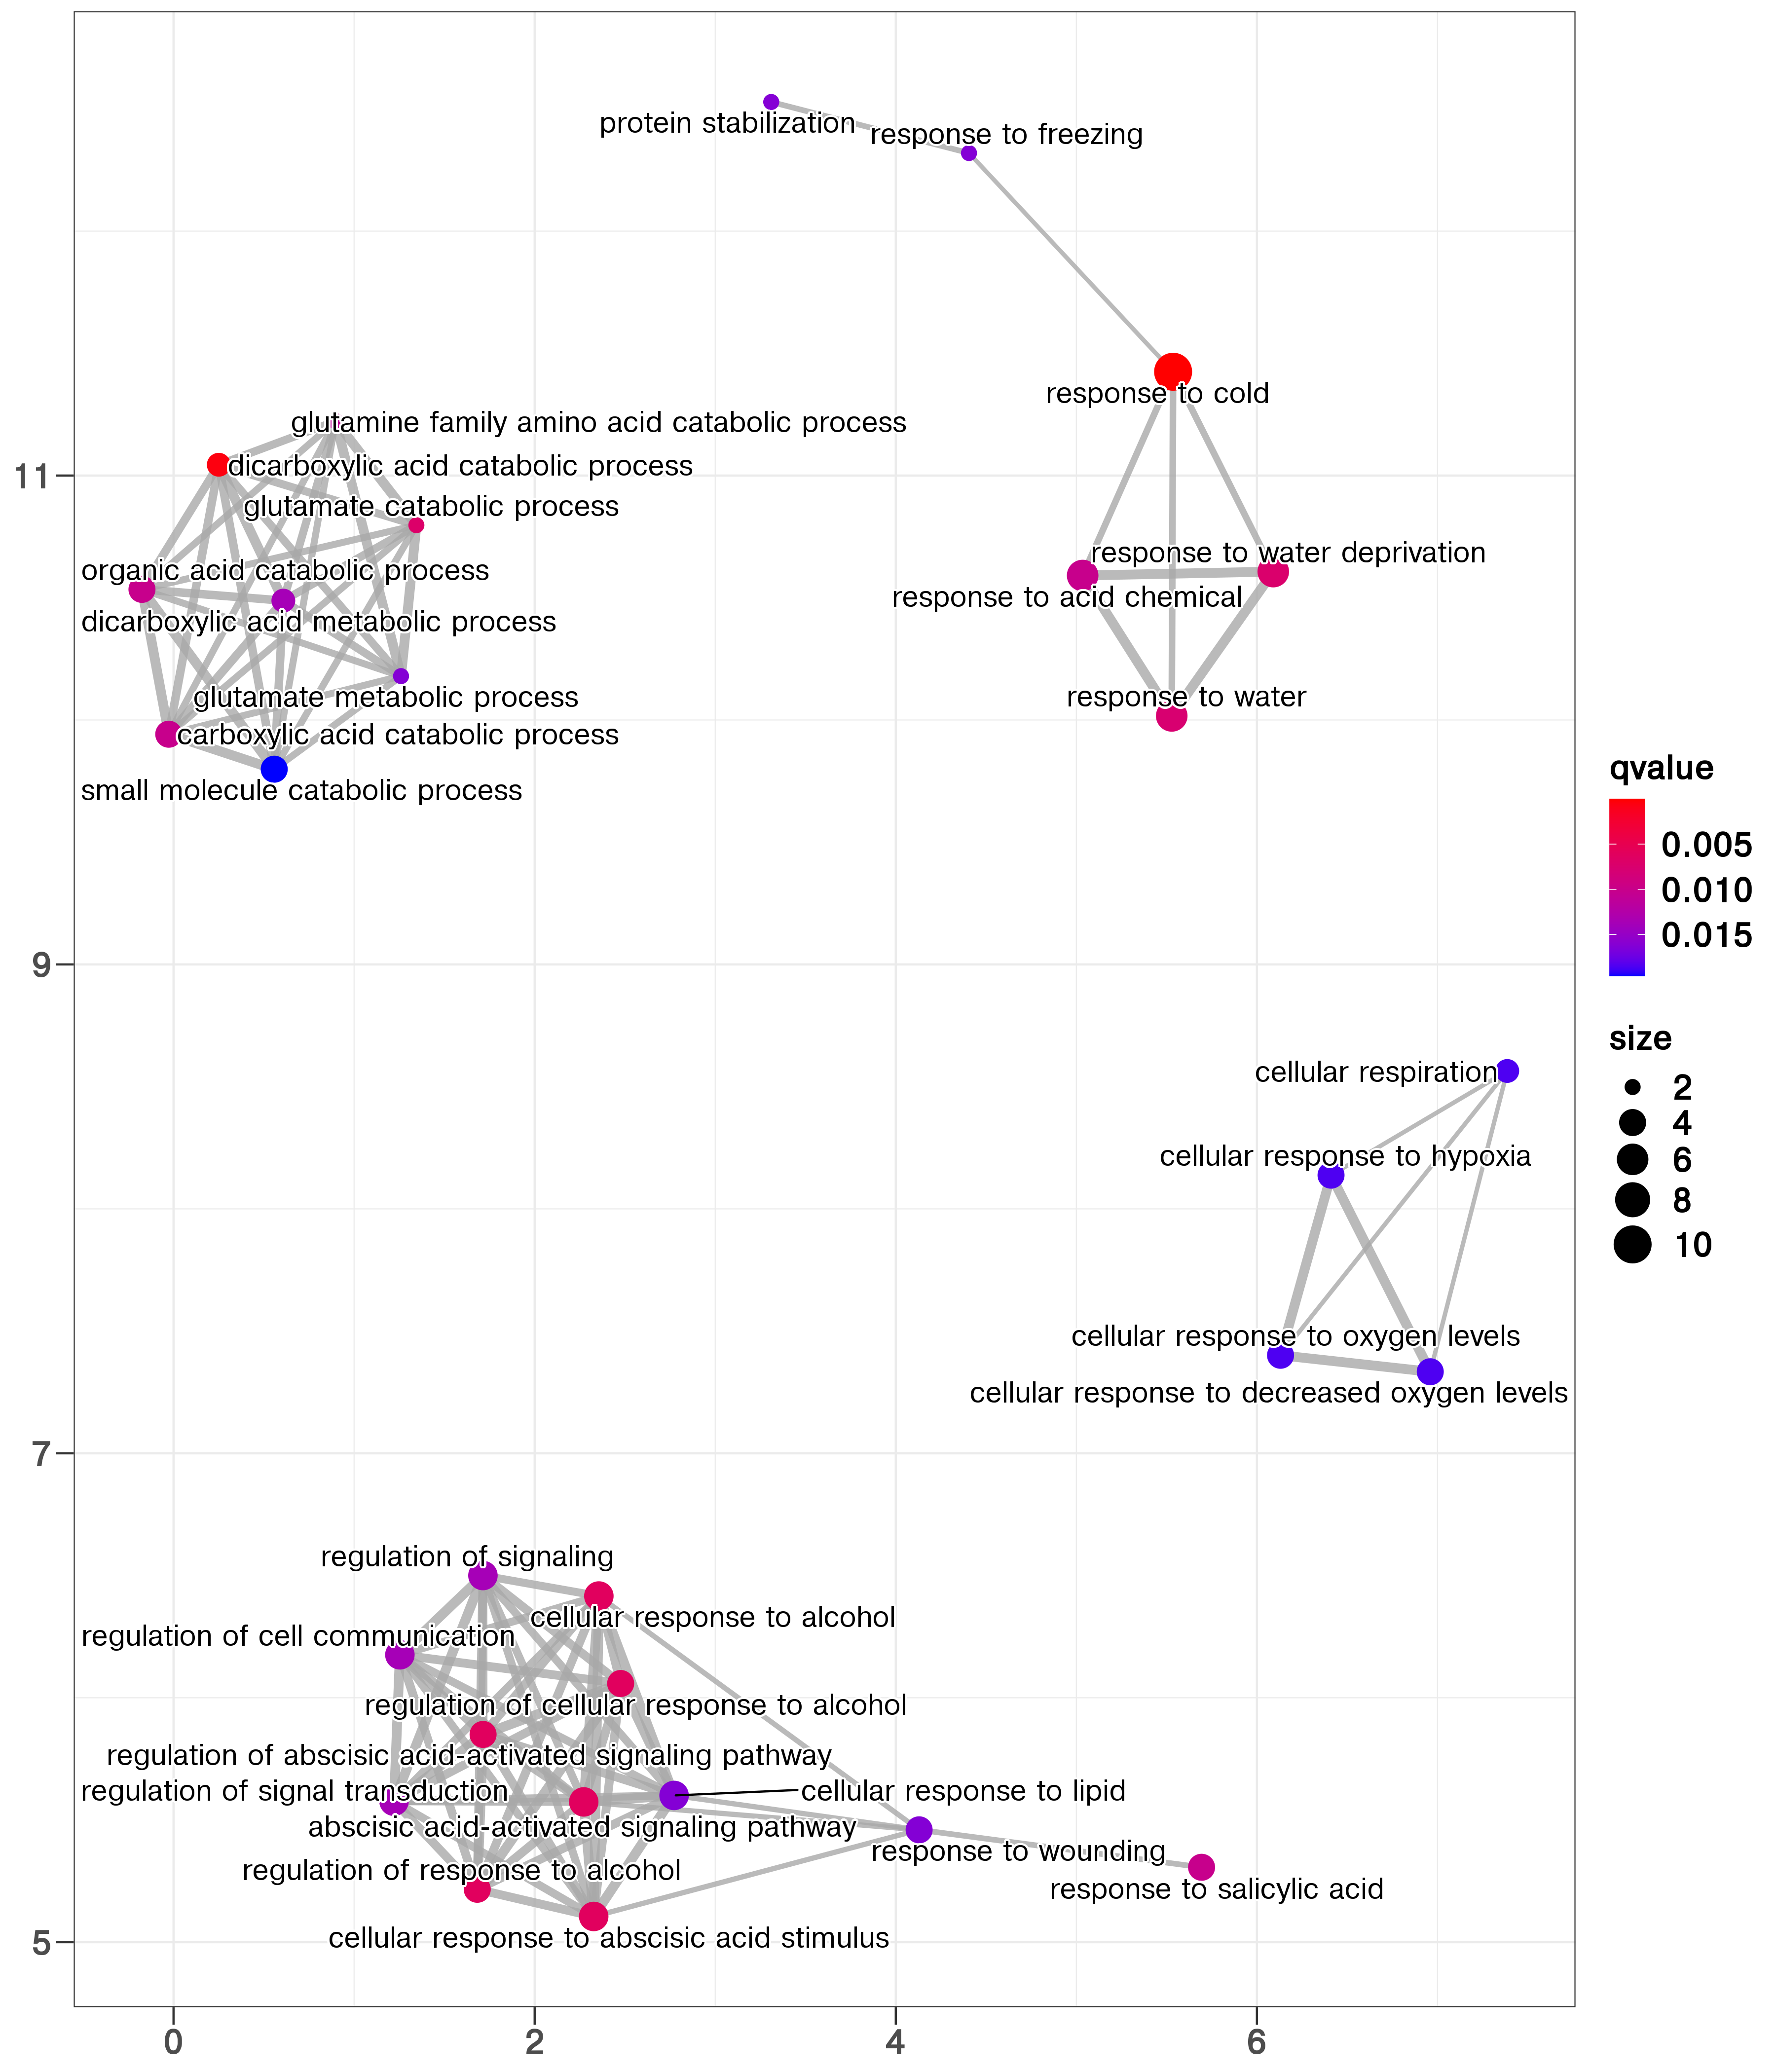 protein stabilization
response to freezing
response to cold
glutamine family amino acid catabolic process
dicarboxylic acid catabolic process
11
glutamate catabolic process
response to water deprivation
organic acid catabolic process
response to acid chemical
dicarboxylic acid metabolic process
glutamate metabolic process
response to water
carboxylic acid catabolic process
small molecule catabolic process
qvalue
0.005
0.010
0.015
9
size
2
4
6
8
10
cellular respiration
cellular response to hypoxia
cellular response to oxygen levels
cellular response to decreased oxygen levels
7
regulation of signaling
cellular response to alcohol
regulation of cell communication
regulation of cellular response to alcohol
regulation of abscisic acid-activated signaling pathway
regulation of signal transduction
cellular response to lipid
abscisic acid-activated signaling pathway
response to wounding
regulation of response to alcohol
response to salicylic acid
cellular response to abscisic acid stimulus
5
0 2 4 6